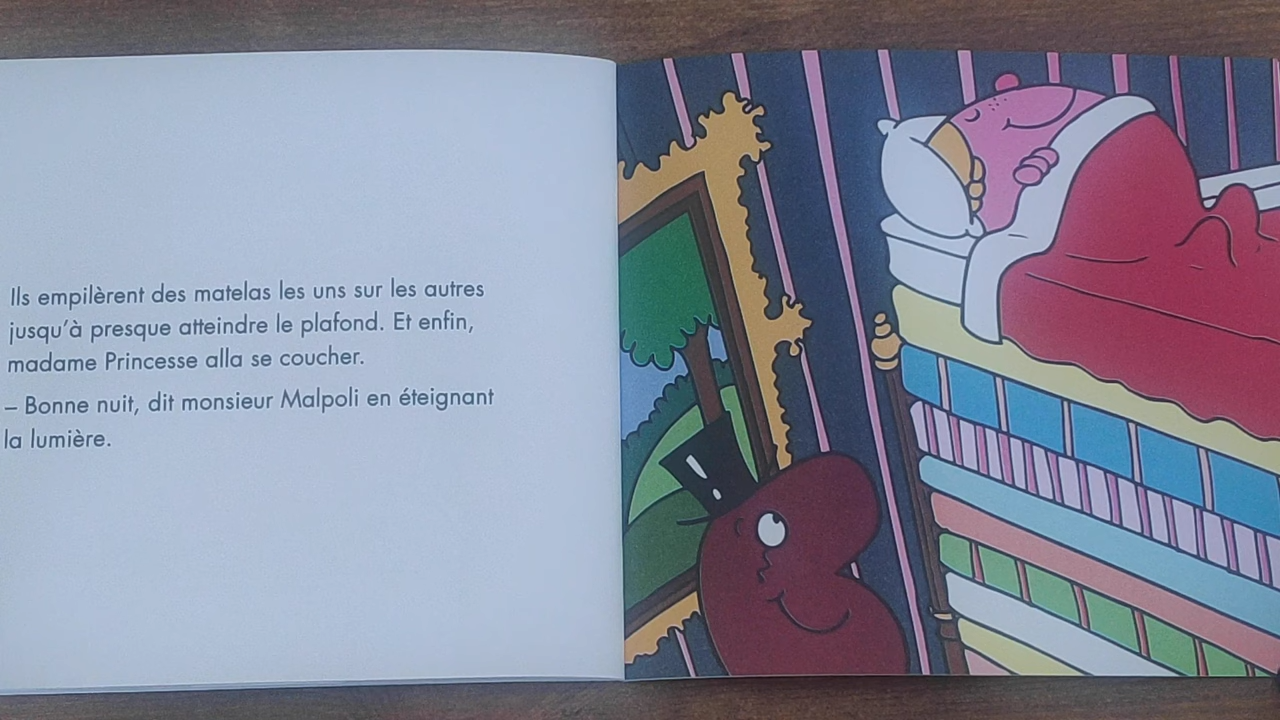 Ils empilèrent des matelas les uns sur les autres
jusqu'à presque atteindre le plafond. Et enfin,
madame Princesse alla se coucher.
– Bonne nuit, dit monsieur Malpoli en éteignant
la lumière.